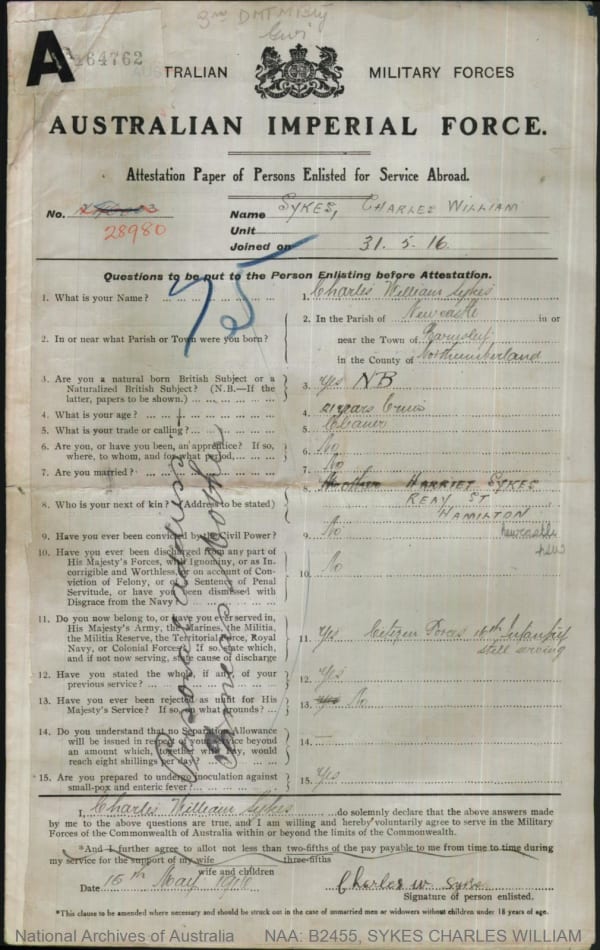 3rd DMT Msty
A
64762
AUSTRALIAN MILITARY FORCES
AUSTRALIAN IMPERIAL FORCE.
Attestation Paper of Persons Enlisted for Service Abroad.
No.
28980
Name SYKES, CHARLES WILLIAM
Unit
Joined on 31.5.16.
75
Questions to be put to the Person Enlisting before Attestation.
1. What is your Name? 1. Charles William Sykes
2. In or near what Parish or Town were you born? 2. In the Parish of Newcastle in or
near the Town of
in the County of Northumberland
3. Are you a natural born British Subject or a
Naturalized British Subject? (N.B.—If the
latter, papers to be shown.) 3. Yes NB
4. What is your age? 4. 21 years
5. What is your trade or calling? 5. Cleaner
6. Are you, or have you been, an apprentice? If so,
where, to whom, and for what period 6. No
7. Are you married? 7. No
8. Who is your next of kin? (Address to be stated) 8. Mother HARRIET SYKES
REAY ST
HAMILTON
Newcastle
NSW
9. Have you ever been convicted by the Civil Power? 9. No
10. Have you ever been discharged from any part of
His Majesty's Forces, with Ignominy, or as In-
corrigible and Worthless, or on account of Con-
viction of Felony, or of a Sentence of Penal
Servitude, or have you been dismissed with
Disgrace from the Navy? 10. No
11. Do you now belong to, or have you ever served in,
His Majesty's Army, the Marines, the Militia,
the Militia Reserve, the Territorial Force, Royal
Navy, or Colonial Forces? If so, state which,
and if not now serving, state cause of discharge 11. Yes Citizen Forces 16th Infantry
still serving
12. Have you stated the whole, if any, of your
previous service? 12. Yes
13. Have you ever been rejected as unfit for His
Majesty's Service? If so, on what grounds? 13. Yes No
14. Do you understand that no Separation Allowance
will be issued in respect of your service beyond
an amount which, together with pay, would
reach eight shillings per day? 14. —
15. Are you prepared to undergo inoculation against
small-pox and enteric fever? 15. Yes
I, Charles William Sykes do solemnly declare that the above answers made
by me to the above questions are true, and I am willing and hereby voluntarily agree to serve in the Military
Forces of the Commonwealth of Australia within or beyond the limits of the Commonwealth.
*And I further agree to allot not less than two-fifths of the pay payable to me from time to time during
three-fifths
my service for the support of my wife
wife and children
Date 15th May 1916 Charles W. Sykes
Signature of person enlisted.
*This clause to be amended where necessary and should be struck out in the case of unmarried men or widowers without children under 18 years of age.
National Archives of Australia NAA: B2455, SYKES CHARLES WILLIAM